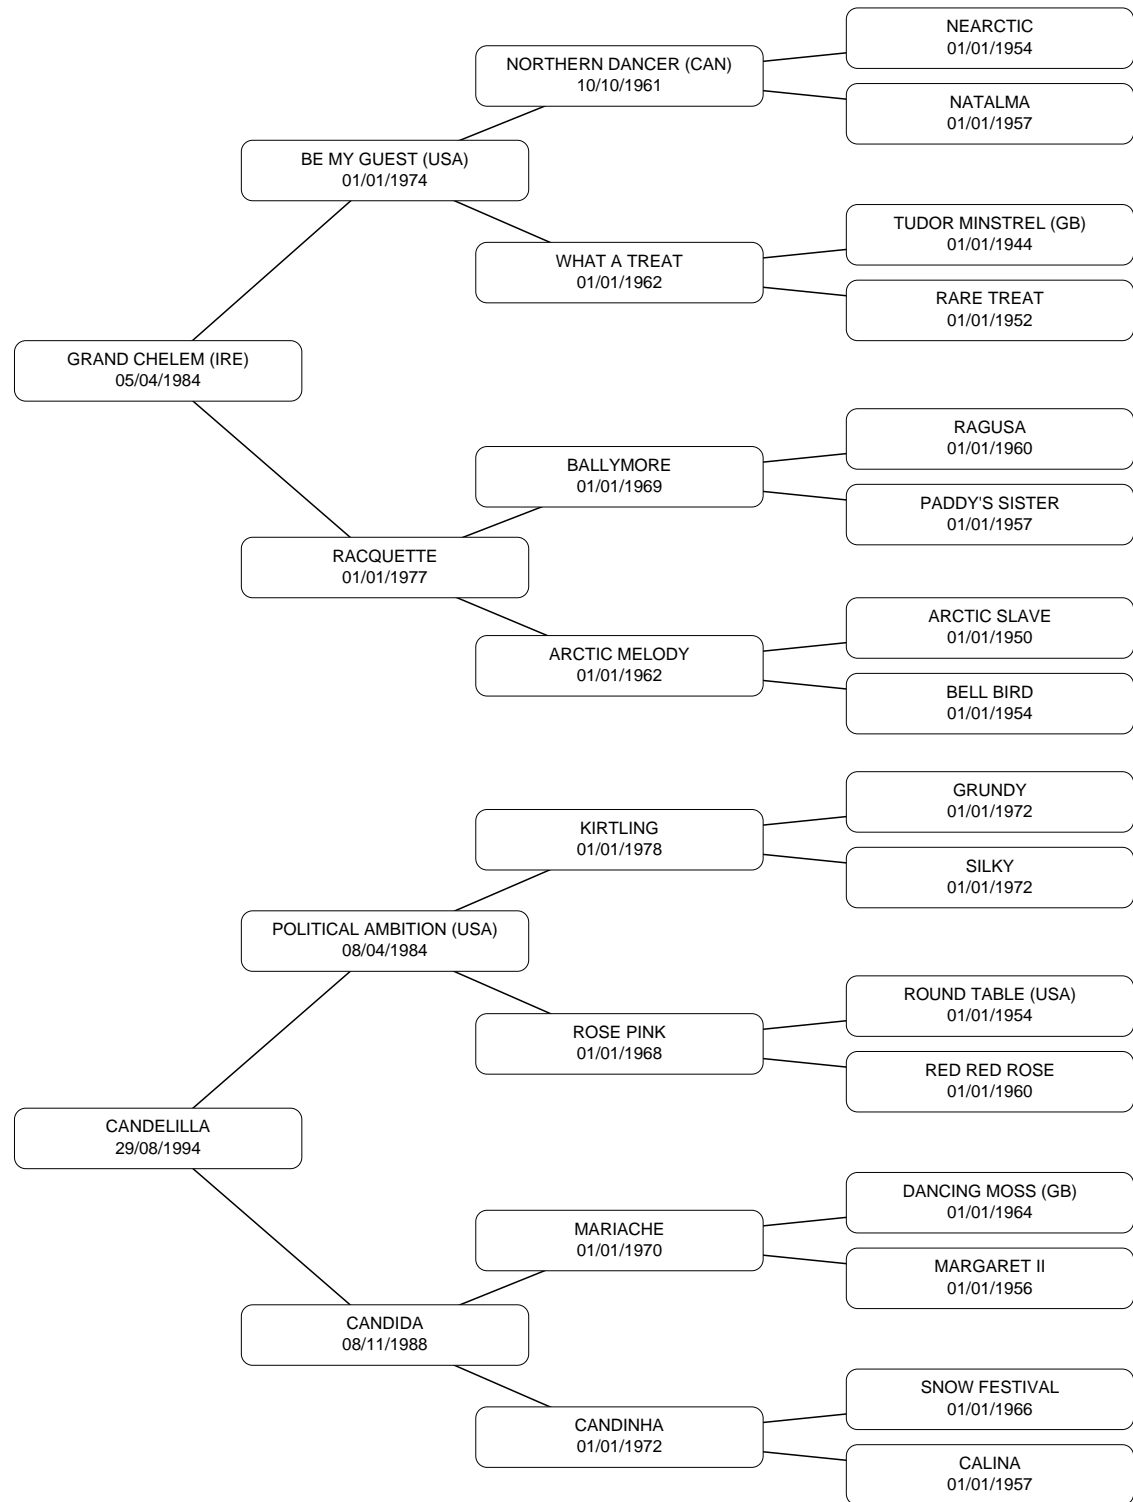 NEARCTIC
01/01/1954
NORTHERN DANCER (CAN)
10/10/1961
NATALMA
01/01/1957
BE MY GUEST (USA)
01/01/1974
TUDOR MINSTREL (GB)
01/01/1944
WHAT A TREAT
01/01/1962
RARE TREAT
01/01/1952
GRAND CHELEM (IRE)
05/04/1984
RAGUSA
01/01/1960
BALLYMORE
01/01/1969
PADDY'S SISTER
01/01/1957
RACQUETTE
01/01/1977
ARCTIC SLAVE
01/01/1950
ARCTIC MELODY
01/01/1962
BELL BIRD
01/01/1954
GRUNDY
01/01/1972
KIRTLING
01/01/1978
SILKY
01/01/1972
POLITICAL AMBITION (USA)
08/04/1984
ROUND TABLE (USA)
01/01/1954
ROSE PINK
01/01/1968
RED RED ROSE
01/01/1960
CANDELILLA
29/08/1994
DANCING MOSS (GB)
01/01/1964
MARIACHE
01/01/1970
MARGARET II
01/01/1956
CANDIDA
08/11/1988
SNOW FESTIVAL
01/01/1966
CANDINHA
01/01/1972
CALINA
01/01/1957